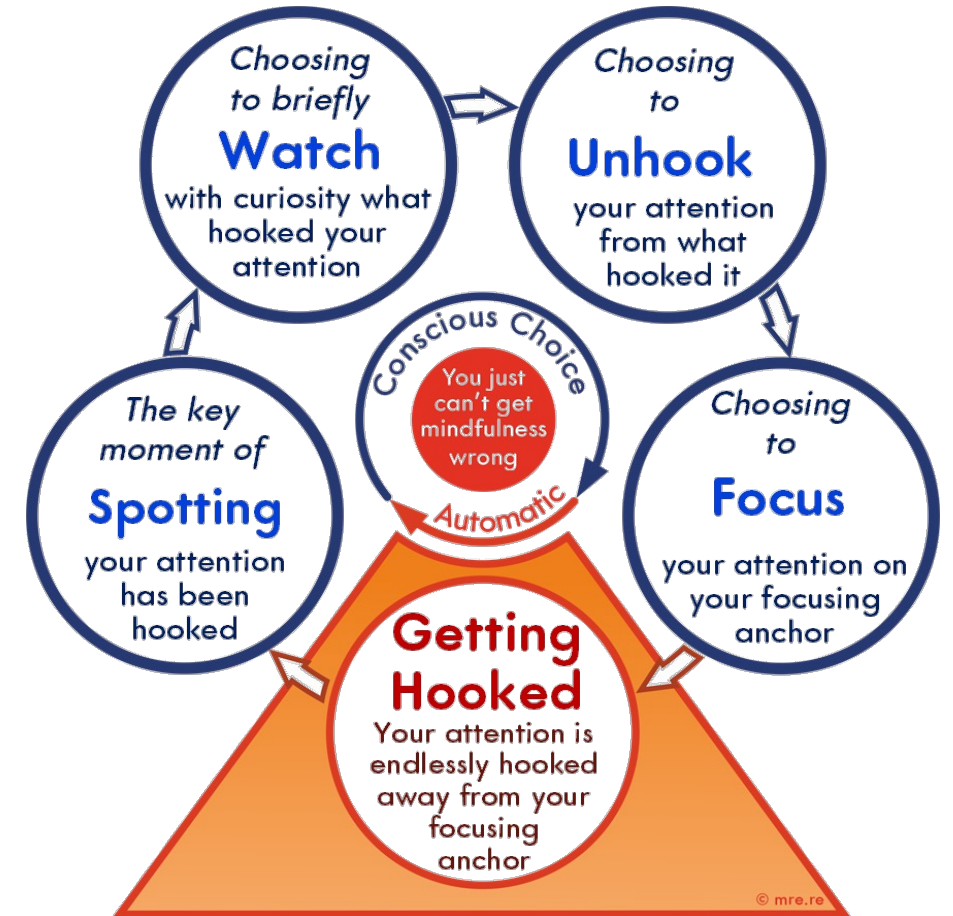 Choosing
to briefly
Watch
with curiosity what
hooked your
attention
Choosing
to
Unhook
your attention
from what
hooked it
The key
moment of
Spotting
your attention
has been
hooked
Conscious Choice
You just
can't get
mindfulness
wrong
Automatic
Choosing
to
Focus
your attention on
your focusing
anchor
Getting
Hooked
Your attention is
endlessly hooked
away from your
focusing
anchor
© mre.re